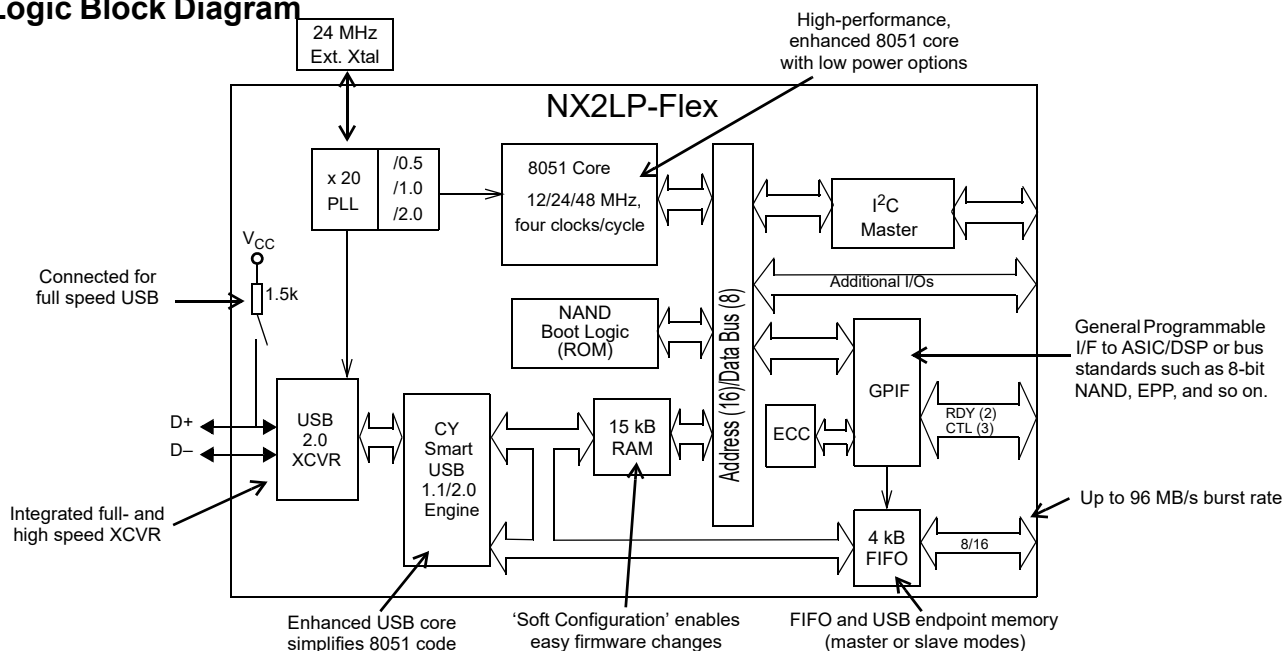 Logic Block Diagram
24 MHz
Ext. Xtal
High-performance,
enhanced 8051 core
with low power options
NX2LP-Flex
x 20
PLL
/0.5
/1.0
/2.0
8051 Core
12/24/48 MHz,
four clocks/cycle
I2C
Master
VCC
1.5k
Connected for
full speed USB
Additional I/Os
NAND
Boot Logic
(ROM)
Address (16)/Data Bus (8)
General Programmable
I/F to ASIC/DSP or bus
standards such as 8-bit
NAND, EPP, and so on.
GPIF
RDY (2)
CTL (3)
ECC
D+
D–
USB
2.0
XCVR
CY
Smart
USB
1.1/2.0
Engine
15 kB
RAM
Integrated full- and
high speed XCVR
Up to 96 MB/s burst rate
4 kB
FIFO
8/16
Enhanced USB core
simplifies 8051 code
‘Soft Configuration’ enables
easy firmware changes
FIFO and USB endpoint memory
(master or slave modes)